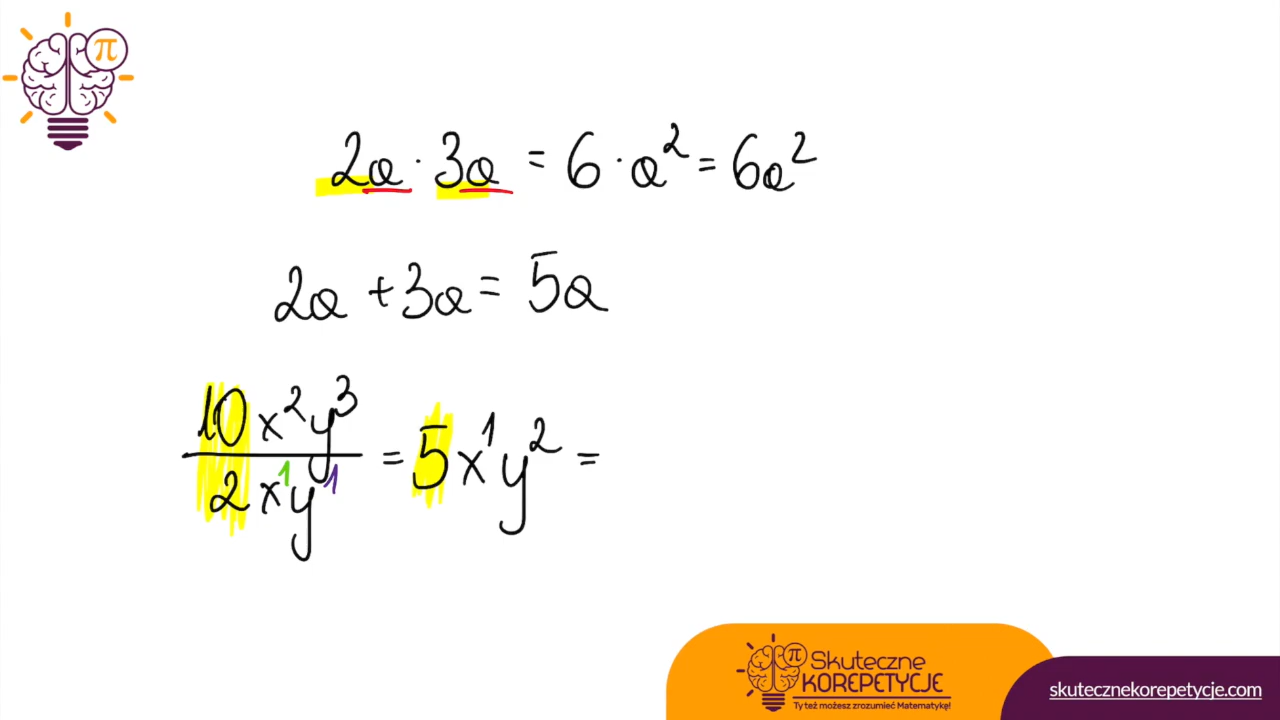 π
2a · 3a = 6 · a² = 6a²
2a + 3a = 5a
10x²y³
2x¹y¹
= 5x¹y² =
π
Skuteczne
KOREPETYCJE
Ty też możesz zrozumieć Matematykę!
skutecznekorepetycje.com